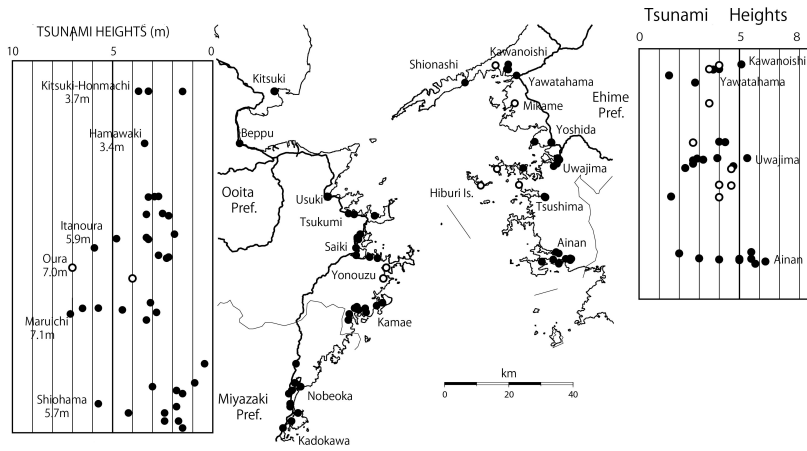 TSUNAMI HEIGHTS (m)
10 5 0
Kitsuki-Honmachi
3.7m
Hamawaki
3.4m
Itanoura
5.9m
Oura
7.0m
Maruichi
7.1m
Shiohama
5.7m
Kitsuki
Beppu
Ooita
Pref.
Usuki
Tsukumi
Saiki
Yonouzu
Kamae
Miyazaki
Pref.
Nobeoka
Kadokawa
Kawanoishi
Shionashi
Yawatahama
Mikame
Ehime
Pref.
Yoshida
Uwajima
Hiburi Is.
Tsushima
Ainan
km
0 20 40
Tsunami Heights
0 5 8
Kawanoishi
Yawatahama
Uwajima
Ainan